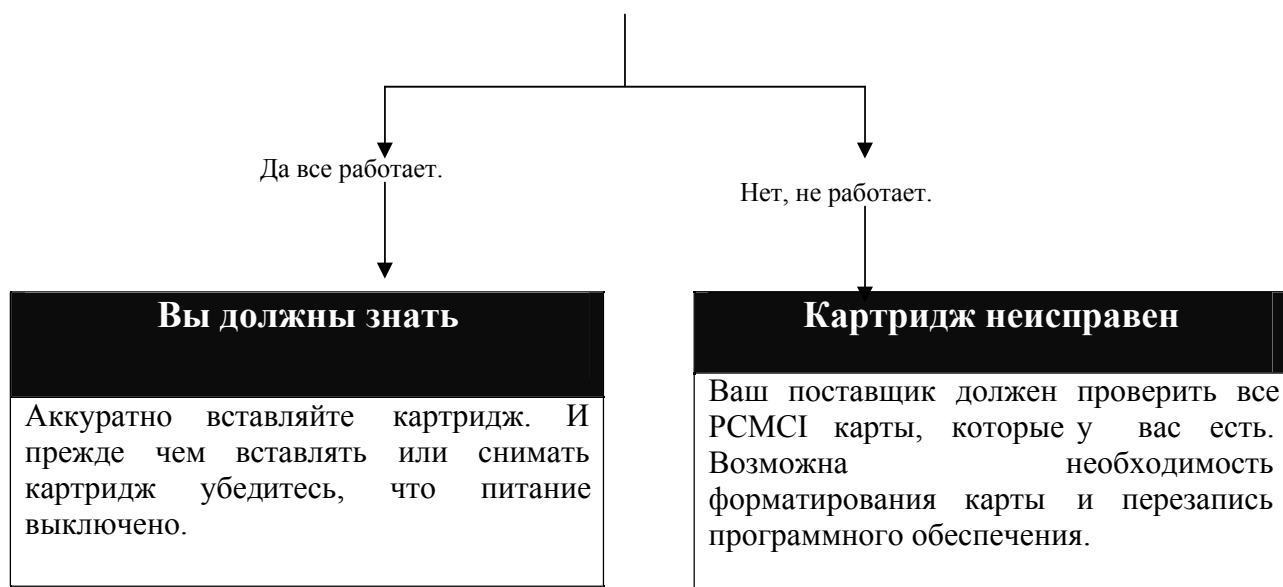 Да все работает.
Нет, не работает.
Вы должны знать
Аккуратно вставляйте картридж. И
прежде чем вставлять или снимать
картридж убедитесь, что питание
выключено.
Картридж неисправен
Ваш поставщик должен проверить все
PCMCI карты, которые у вас есть.
Возможна необходимость
форматирования карты и перезапись
программного обеспечения.